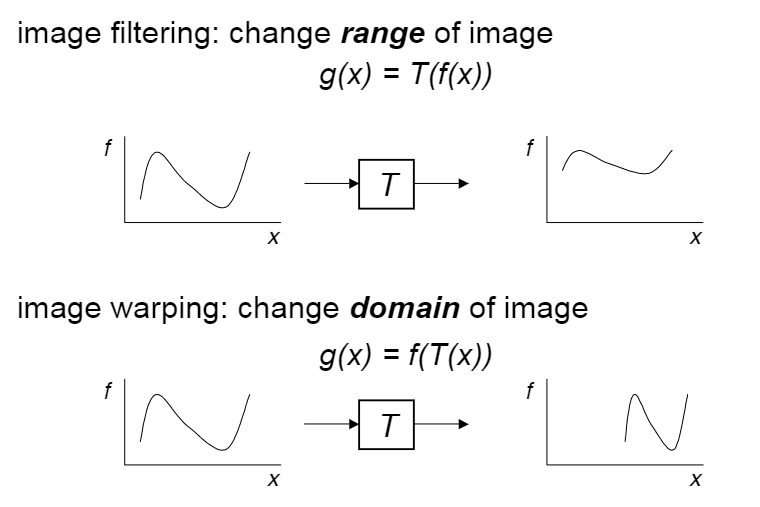 image filtering: change range of image
g(x) = T(f(x))
f
T
f
x
x
image warping: change domain of image
g(x) = f(T(x))
f
T
f
x
x